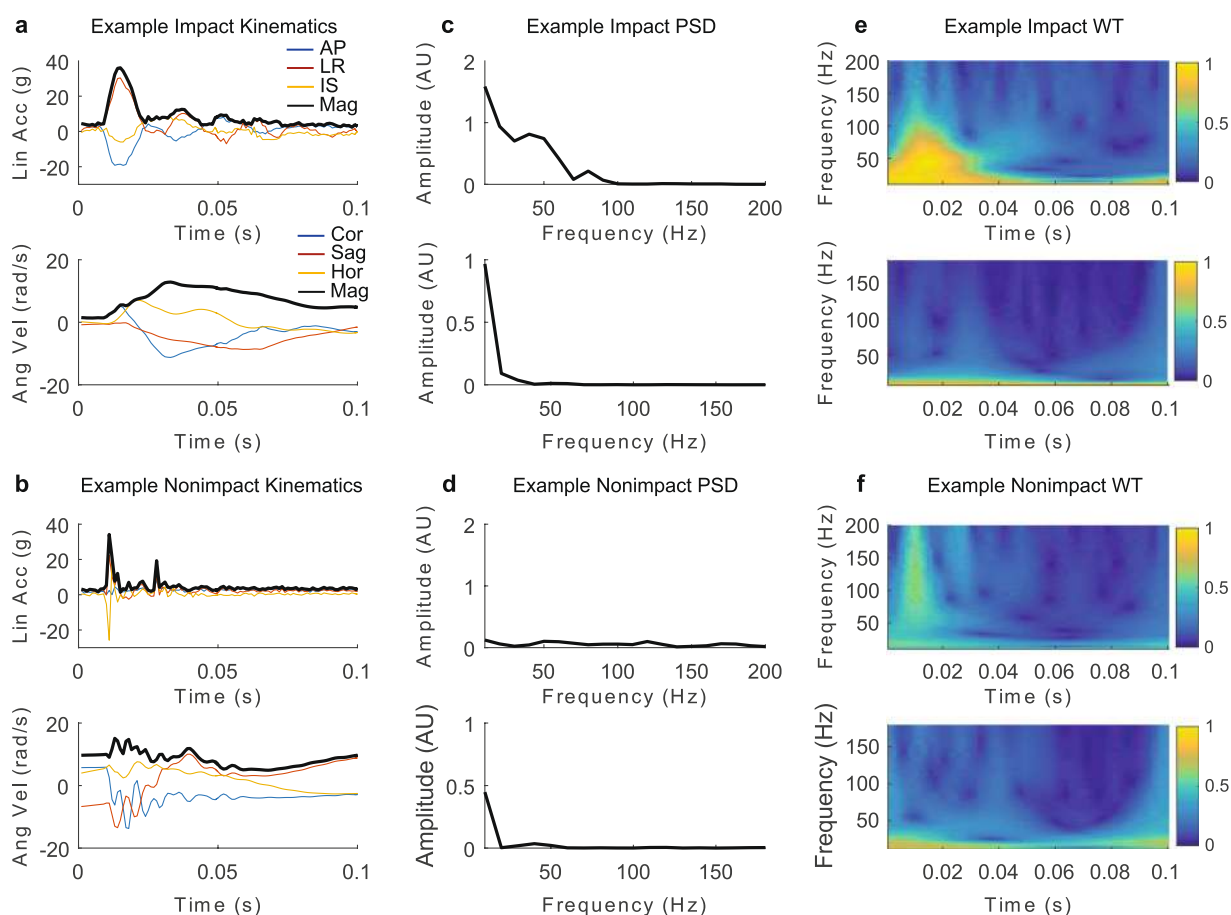 a Example Impact Kinematics
AP
LR
IS
Mag
40
20
0
-20
Lin Acc (g)
0 0.05 0.1
Time (s)
Cor
Sag
Hor
Mag
20
0
-20
Ang Vel (rad/s)
0 0.05 0.1
Time (s)
c Example Impact PSD
2
1
0
Amplitude (AU)
50 100 150 200
Frequency (Hz)
1
0.5
0
Amplitude (AU)
50 100 150
Frequency (Hz)
e Example Impact WT
200
150
100
50
Frequency (Hz)
0.02 0.04 0.06 0.08 0.1
Time (s)
1
0.5
0
150
100
50
Frequency (Hz)
0.02 0.04 0.06 0.08 0.1
Time (s)
1
0.5
0
b Example Nonimpact Kinematics
40
20
0
-20
Lin Acc (g)
0 0.05 0.1
Time (s)
20
0
-20
Ang Vel (rad/s)
0 0.05 0.1
Time (s)
d Example Nonimpact PSD
2
1
0
Amplitude (AU)
50 100 150 200
Frequency (Hz)
1
0.5
0
Amplitude (AU)
50 100 150
Frequency (Hz)
f Example Nonimpact WT
200
150
100
50
Frequency (Hz)
0.02 0.04 0.06 0.08 0.1
Time (s)
1
0.5
0
150
100
50
Frequency (Hz)
0.02 0.04 0.06 0.08 0.1
Time (s)
1
0.5
0